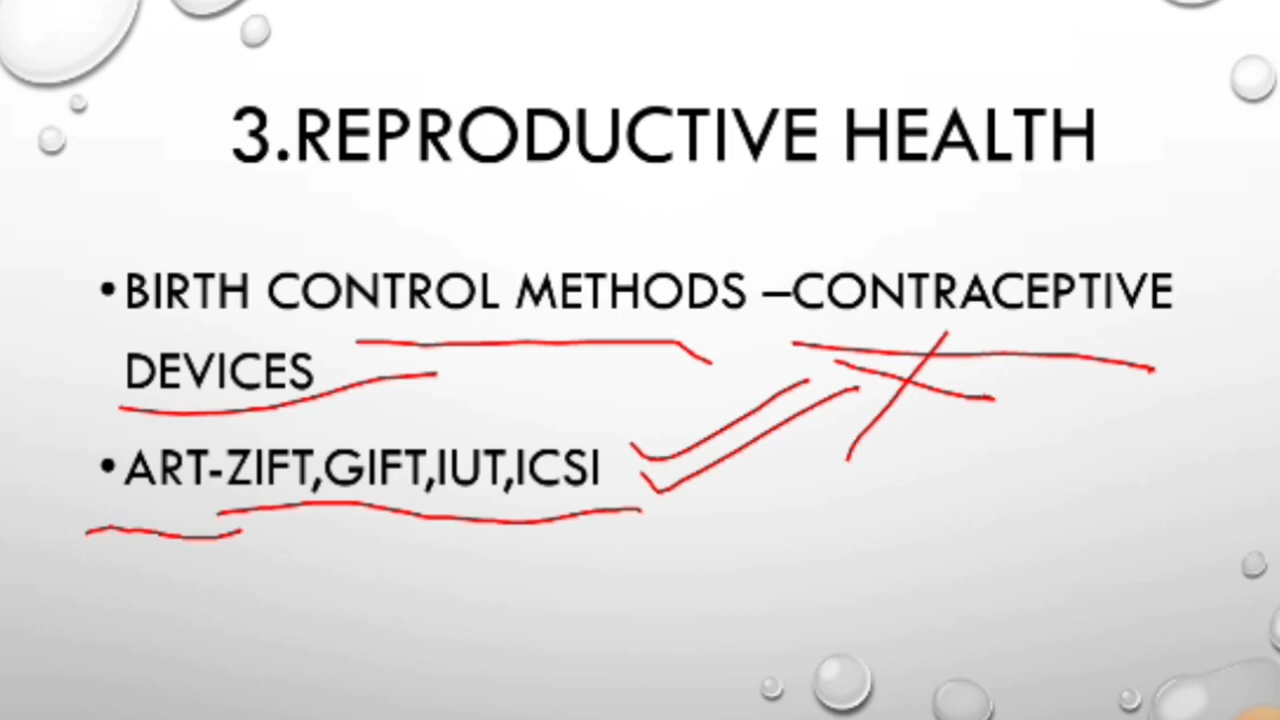 3.REPRODUCTIVE HEALTH
•BIRTH CONTROL METHODS –CONTRACEPTIVE
DEVICES
•ART-ZIFT,GIFT,IUT,ICSI